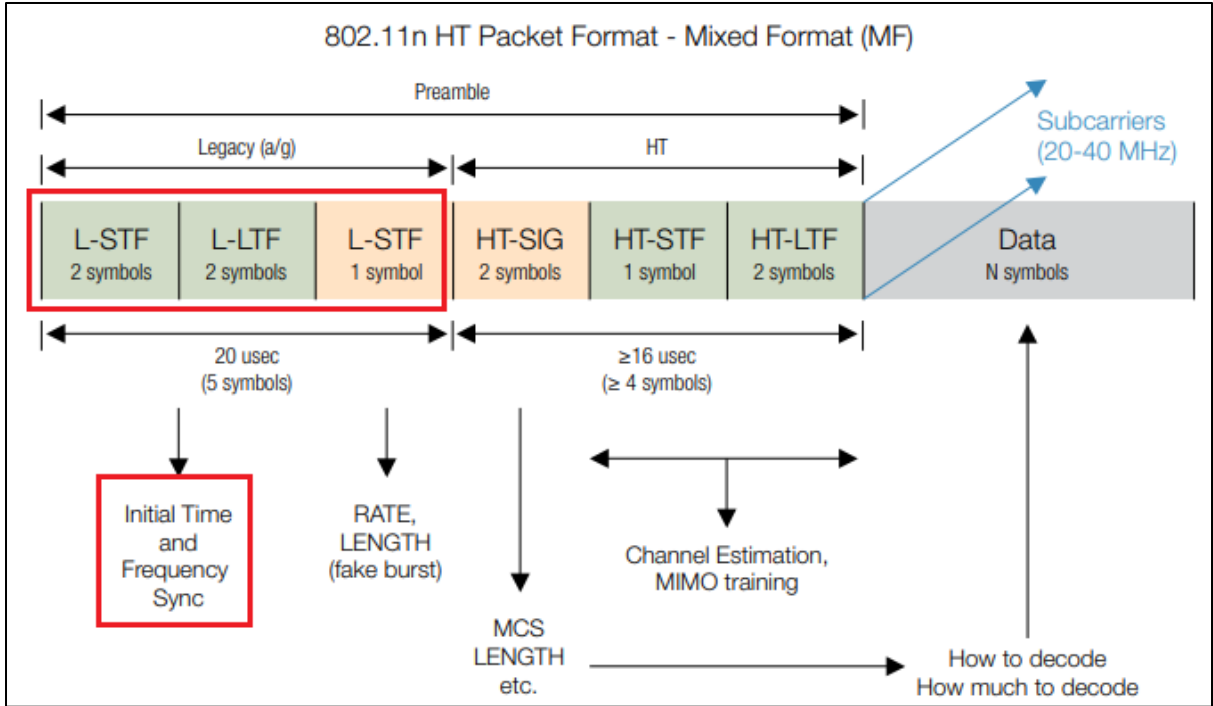 802.11n HT Packet Format - Mixed Format (MF)
Preamble
Legacy (a/g)
HT
Subcarriers
(20-40 MHz)
L-STF
2 symbols
L-LTF
2 symbols
L-STF
1 symbol
HT-SIG
2 symbols
HT-STF
1 symbol
HT-LTF
2 symbols
Data
N symbols
20 usec
(5 symbols)
≥16 usec
(≥ 4 symbols)
Initial Time
and
Frequency
Sync
RATE,
LENGTH
(fake burst)
Channel Estimation,
MIMO training
MCS
LENGTH
etc.
How to decode
How much to decode